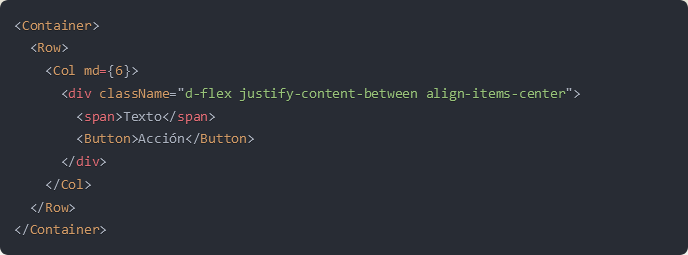 <Container>
  <Row>
    <Col md={6}>
      <div className="d-flex justify-content-between align-items-center">
        <span>Texto</span>
        <Button>Acción</Button>
      </div>
    </Col>
  </Row>
</Container>